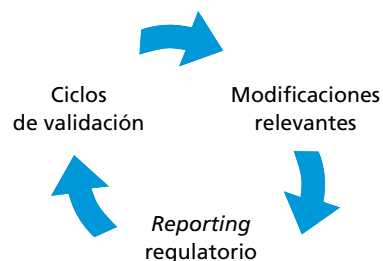 Ciclos
de validación
Modificaciones
relevantes
Reporting
regulatorio